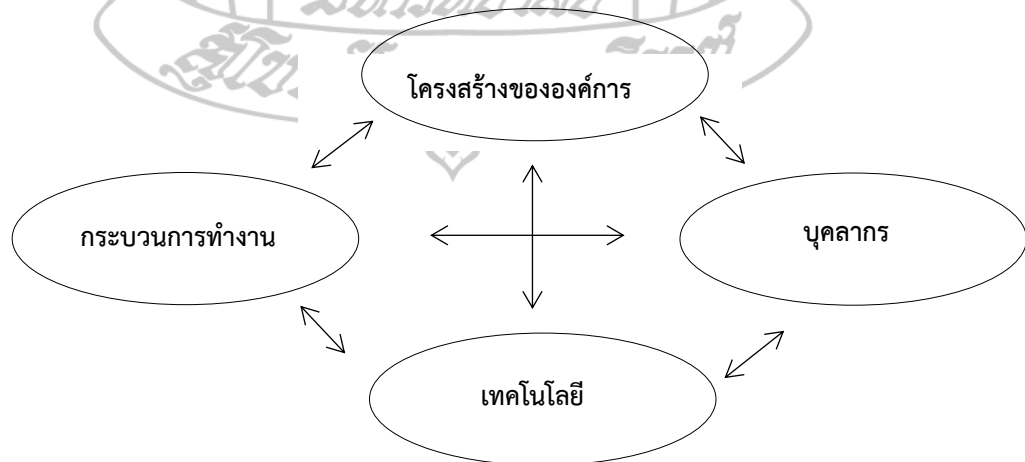 โครงสร้างขององค์การ
กระบวนการทำงาน
บุคลากร
เทคโนโลยี